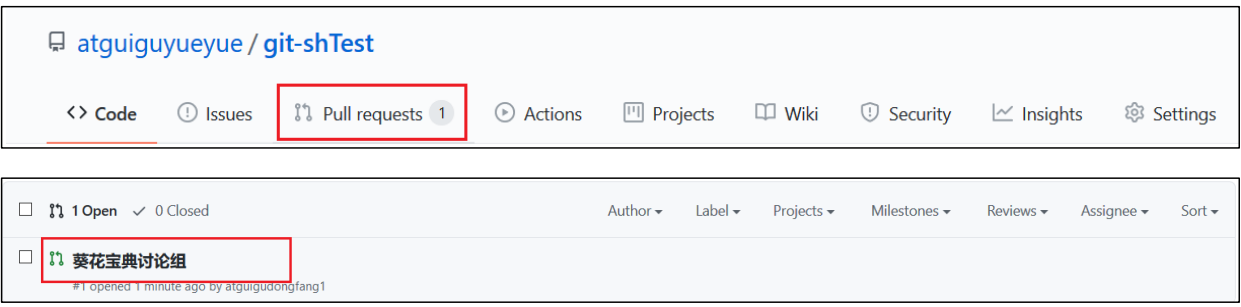 atguiguyueyue / git-shTest
Code Issues Pull requests 1 Actions Projects Wiki Security Insights Settings
1 Open 0 Closed Author Label Projects Milestones Reviews Assignee Sort
葵花宝典讨论组
#1 opened 1 minute ago by atguigudongfang1